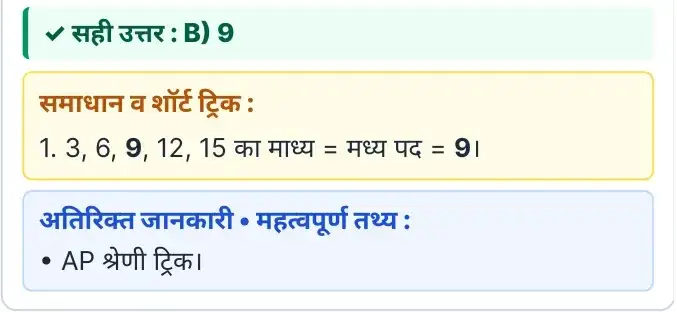 ✓ सही उत्तर : B) 9
समाधान व शॉर्ट ट्रिक :
1. 3, 6, 9, 12, 15 का माध्य = मध्य पद = 9।
अतिरिक्त जानकारी • महत्वपूर्ण तथ्य :
• AP श्रेणी ट्रिक।